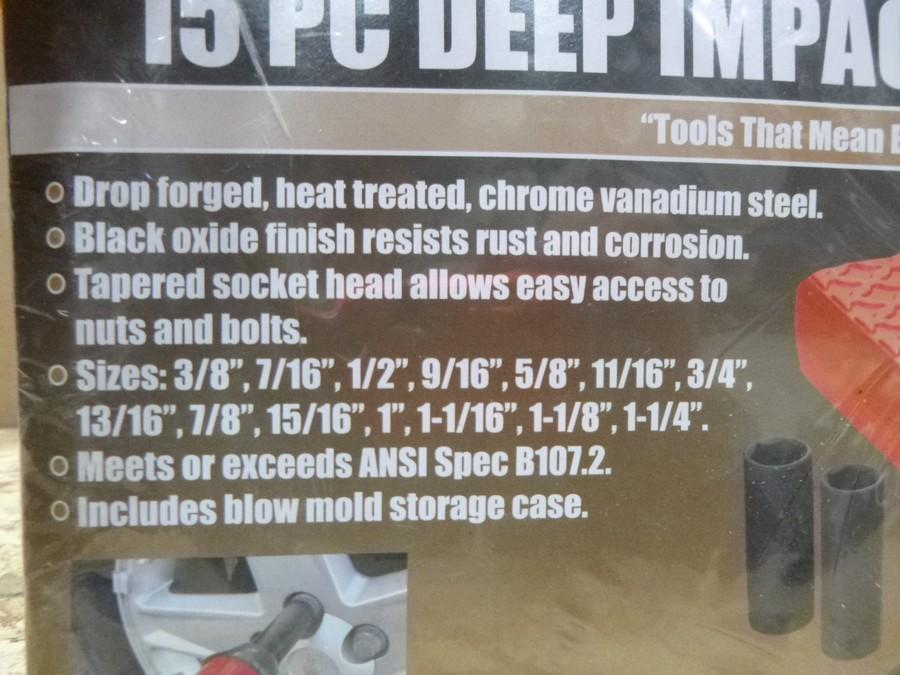 15 PC DEEP
“Tools That Mean
Drop forged, heat treated, chrome vanadium steel.
Black oxide finish resists rust and corrosion.
Tapered socket head allows easy access to
nuts and bolts.
Sizes: 3/8”, 7/16”, 1/2”, 9/16”, 5/8”, 11/16”, 3/4”,
13/16”, 7/8”, 15/16”, 1”, 1-1/16”, 1-1/8”, 1-1/4”.
Meets or exceeds ANSI Spec B107.2.
Includes blow mold storage case.